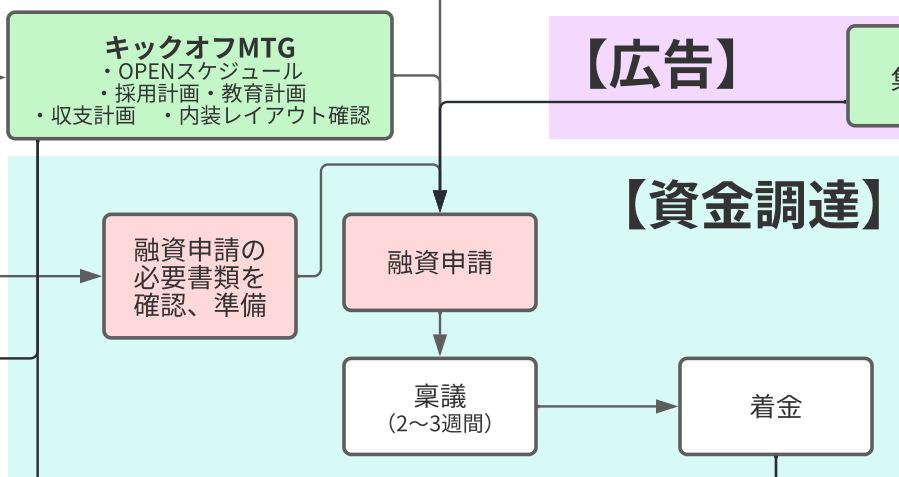 キックオフMTG
・OPENスケジュール
・採用計画・教育計画
・収支計画　・内装レイアウト確認
【広告】
【資金調達】
融資申請の
必要書類を
確認、準備
融資申請
稟議
（2～3週間）
着金